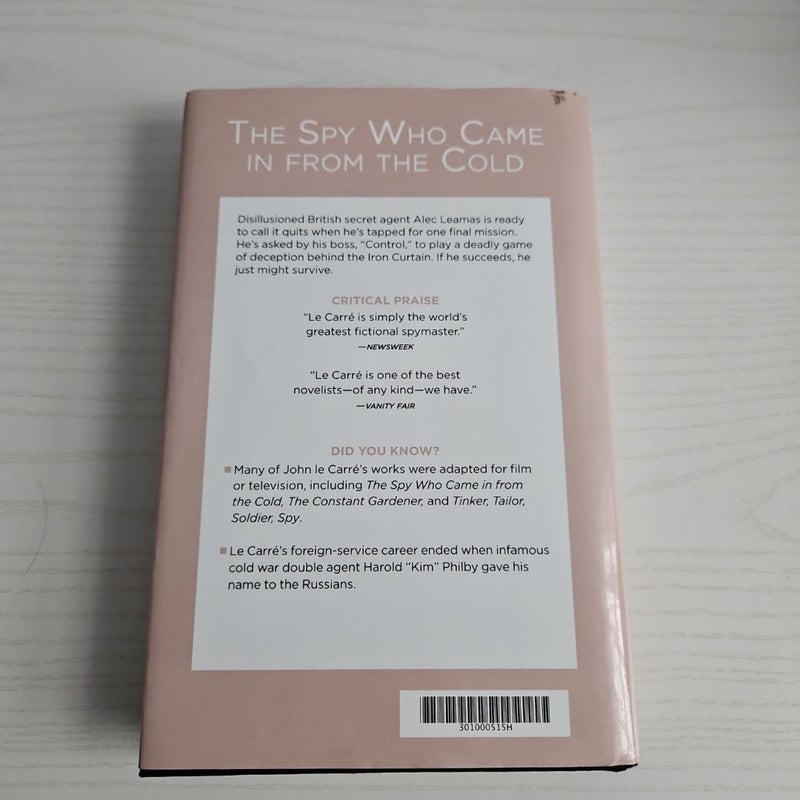 THE SPY WHO CAME
IN FROM THE COLD
Disillusioned British secret agent Alec Leamas is ready
to call it quits when he's tapped for one final mission.
He's asked by his boss, "Control," to play a deadly game
of deception behind the Iron Curtain. If he succeeds, he
just might survive.
CRITICAL PRAISE
"Le Carré is simply the world's
greatest fictional spymaster."
—NEWSWEEK
"Le Carré is one of the best
novelists—of any kind—we have."
—VANITY FAIR
DID YOU KNOW?
■ Many of John le Carré's works were adapted for film
or television, including The Spy Who Came in from
the Cold, The Constant Gardener, and Tinker, Tailor,
Soldier, Spy.
■ Le Carré's foreign-service career ended when infamous
cold war double agent Harold "Kim" Philby gave his
name to the Russians.
301000515H